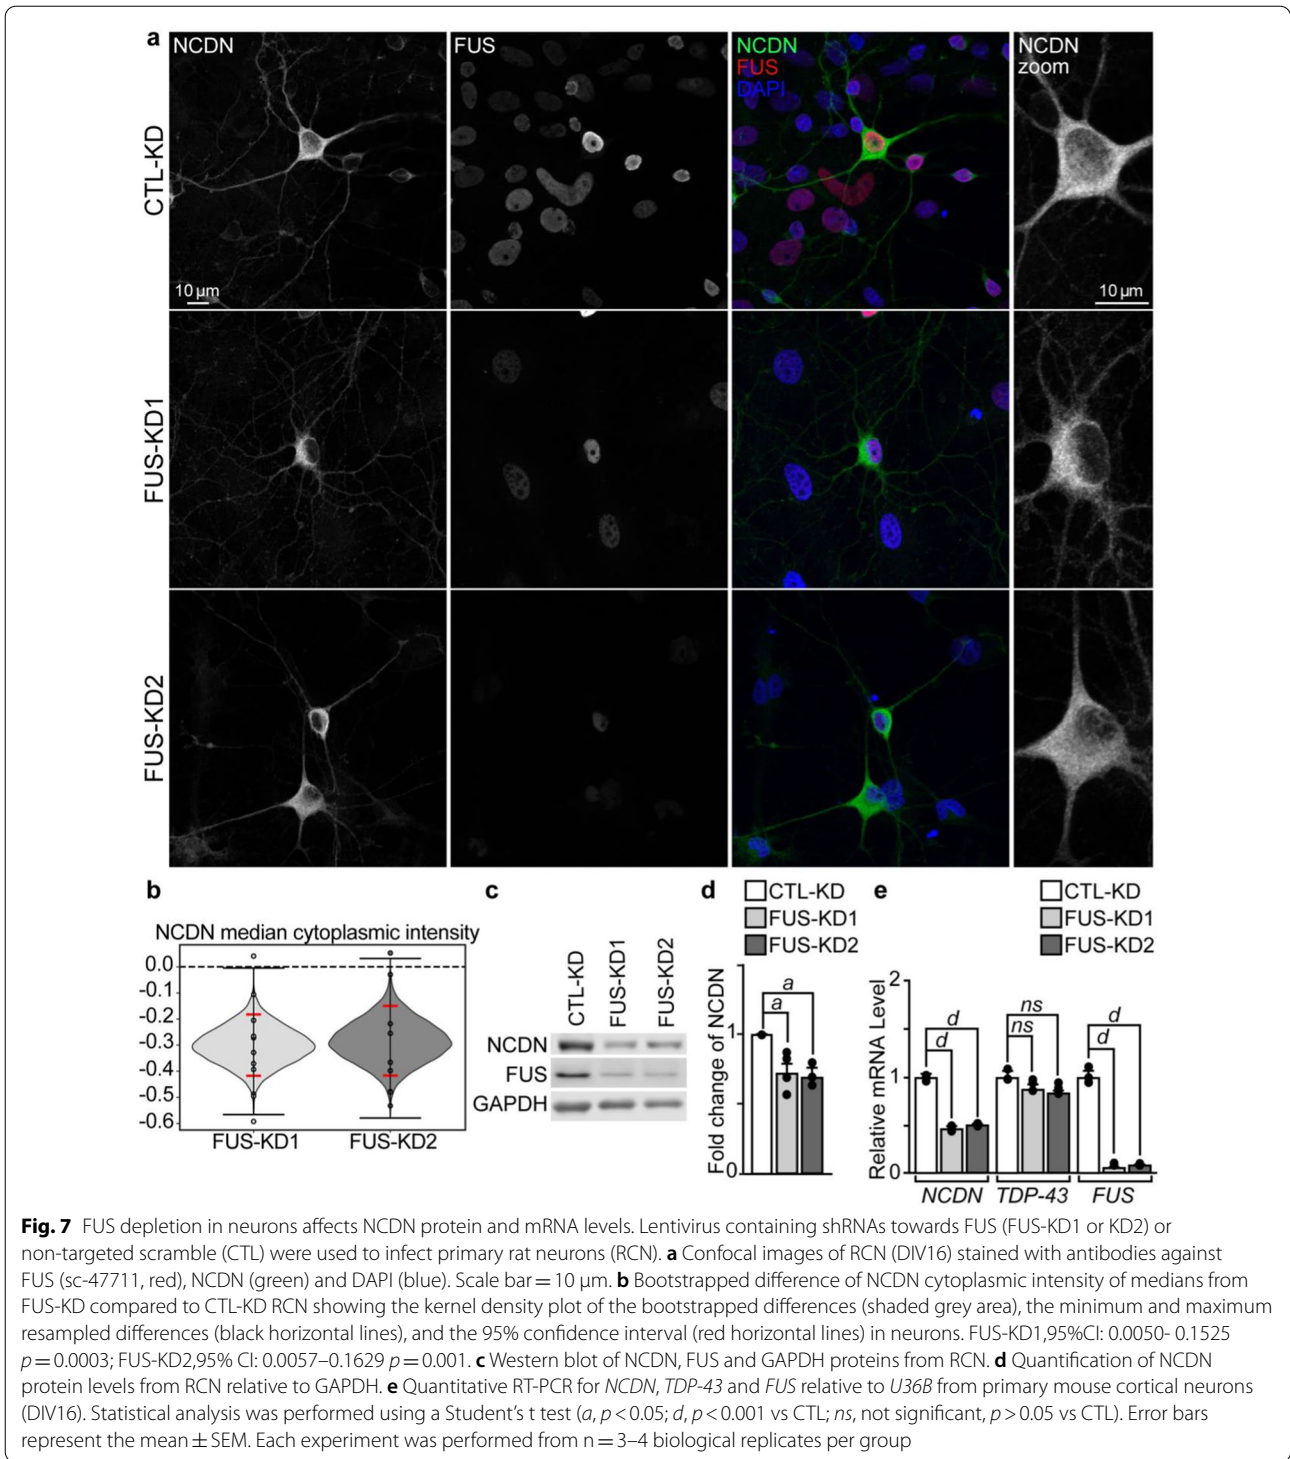 a
NCDN
FUS
NCDN
FUS
DAPI
NCDN
zoom
CTL-KD
10 µm
10 µm
FUS-KD1
FUS-KD2
b
NCDN median cytoplasmic intensity
0.0
-0.1
-0.2
-0.3
-0.4
-0.5
-0.6
FUS-KD1
FUS-KD2
c
CTL-KD
FUS-KD1
FUS-KD2
NCDN
FUS
GAPDH
d
CTL-KD
FUS-KD1
FUS-KD2
Fold change of NCDN
1
0
a
a
e
CTL-KD
FUS-KD1
FUS-KD2
Relative mRNA Level
2
1
0
d
d
ns
ns
d
d
NCDN
TDP-43
FUS
Fig. 7 FUS depletion in neurons affects NCDN protein and mRNA levels. Lentivirus containing shRNAs towards FUS (FUS-KD1 or KD2) or
non-targeted scramble (CTL) were used to infect primary rat neurons (RCN). a Confocal images of RCN (DIV16) stained with antibodies against
FUS (sc-47711, red), NCDN (green) and DAPI (blue). Scale bar = 10 µm. b Bootstrapped difference of NCDN cytoplasmic intensity of medians from
FUS-KD compared to CTL-KD RCN showing the kernel density plot of the bootstrapped differences (shaded grey area), the minimum and maximum
resampled differences (black horizontal lines), and the 95% confidence interval (red horizontal lines) in neurons. FUS-KD1,95%CI: 0.0050- 0.1525
p = 0.0003; FUS-KD2,95% CI: 0.0057–0.1629 p = 0.001. c Western blot of NCDN, FUS and GAPDH proteins from RCN. d Quantification of NCDN
protein levels from RCN relative to GAPDH. e Quantitative RT-PCR for NCDN, TDP-43 and FUS relative to U36B from primary mouse cortical neurons
(DIV16). Statistical analysis was performed using a Student's t test (a, p < 0.05; d, p < 0.001 vs CTL; ns, not significant, p > 0.05 vs CTL). Error bars
represent the mean ± SEM. Each experiment was performed from n = 3–4 biological replicates per group